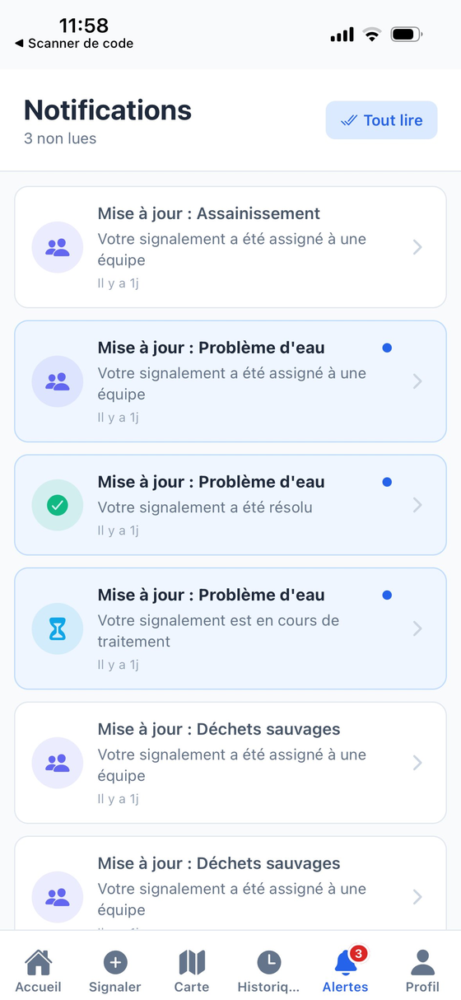 11:58
◀ Scanner de code
Notifications
3 non lues
Tout lire
Mise à jour : Assainissement
Votre signalement a été assigné à une
équipe
Il y a 1j
Mise à jour : Problème d'eau
Votre signalement a été assigné à une
équipe
Il y a 1j
Mise à jour : Problème d'eau
Votre signalement a été résolu
Il y a 1j
Mise à jour : Problème d'eau
Votre signalement est en cours de
traitement
Il y a 1j
Mise à jour : Déchets sauvages
Votre signalement a été assigné à une
équipe
Il y a 1j
Mise à jour : Déchets sauvages
Votre signalement a été assigné à une
équipe
3
Accueil
Signaler
Carte
Historiq...
Alertes
Profil